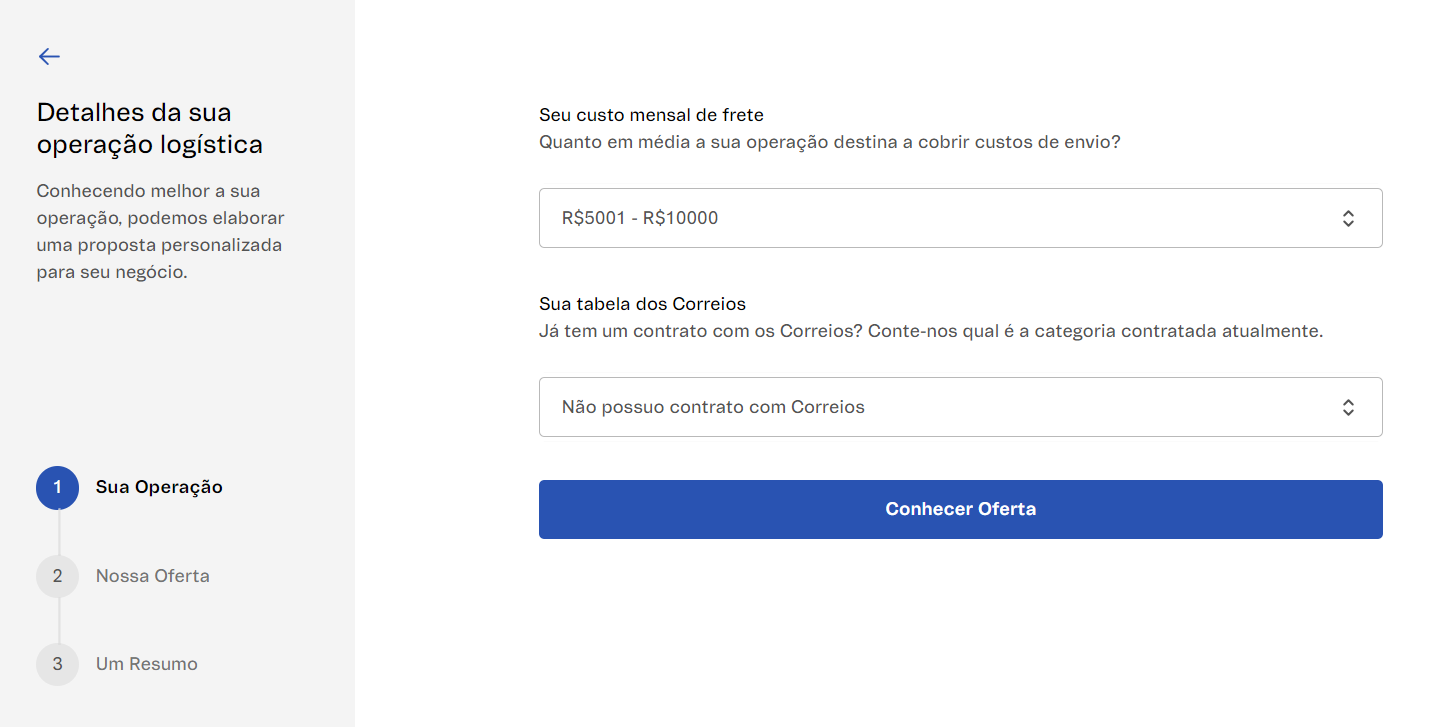 Detalhes da sua
operação logística
Conhecendo melhor a sua
operação, podemos elaborar
uma proposta personalizada
para seu negócio.
1 Sua Operação
2 Nossa Oferta
3 Um Resumo
Seu custo mensal de frete
Quanto em média a sua operação destina a cobrir custos de envio?
R$5001 - R$10000
Sua tabela dos Correios
Já tem um contrato com os Correios? Conte-nos qual é a categoria contratada atualmente.
Não possuo contrato com Correios
Conhecer Oferta